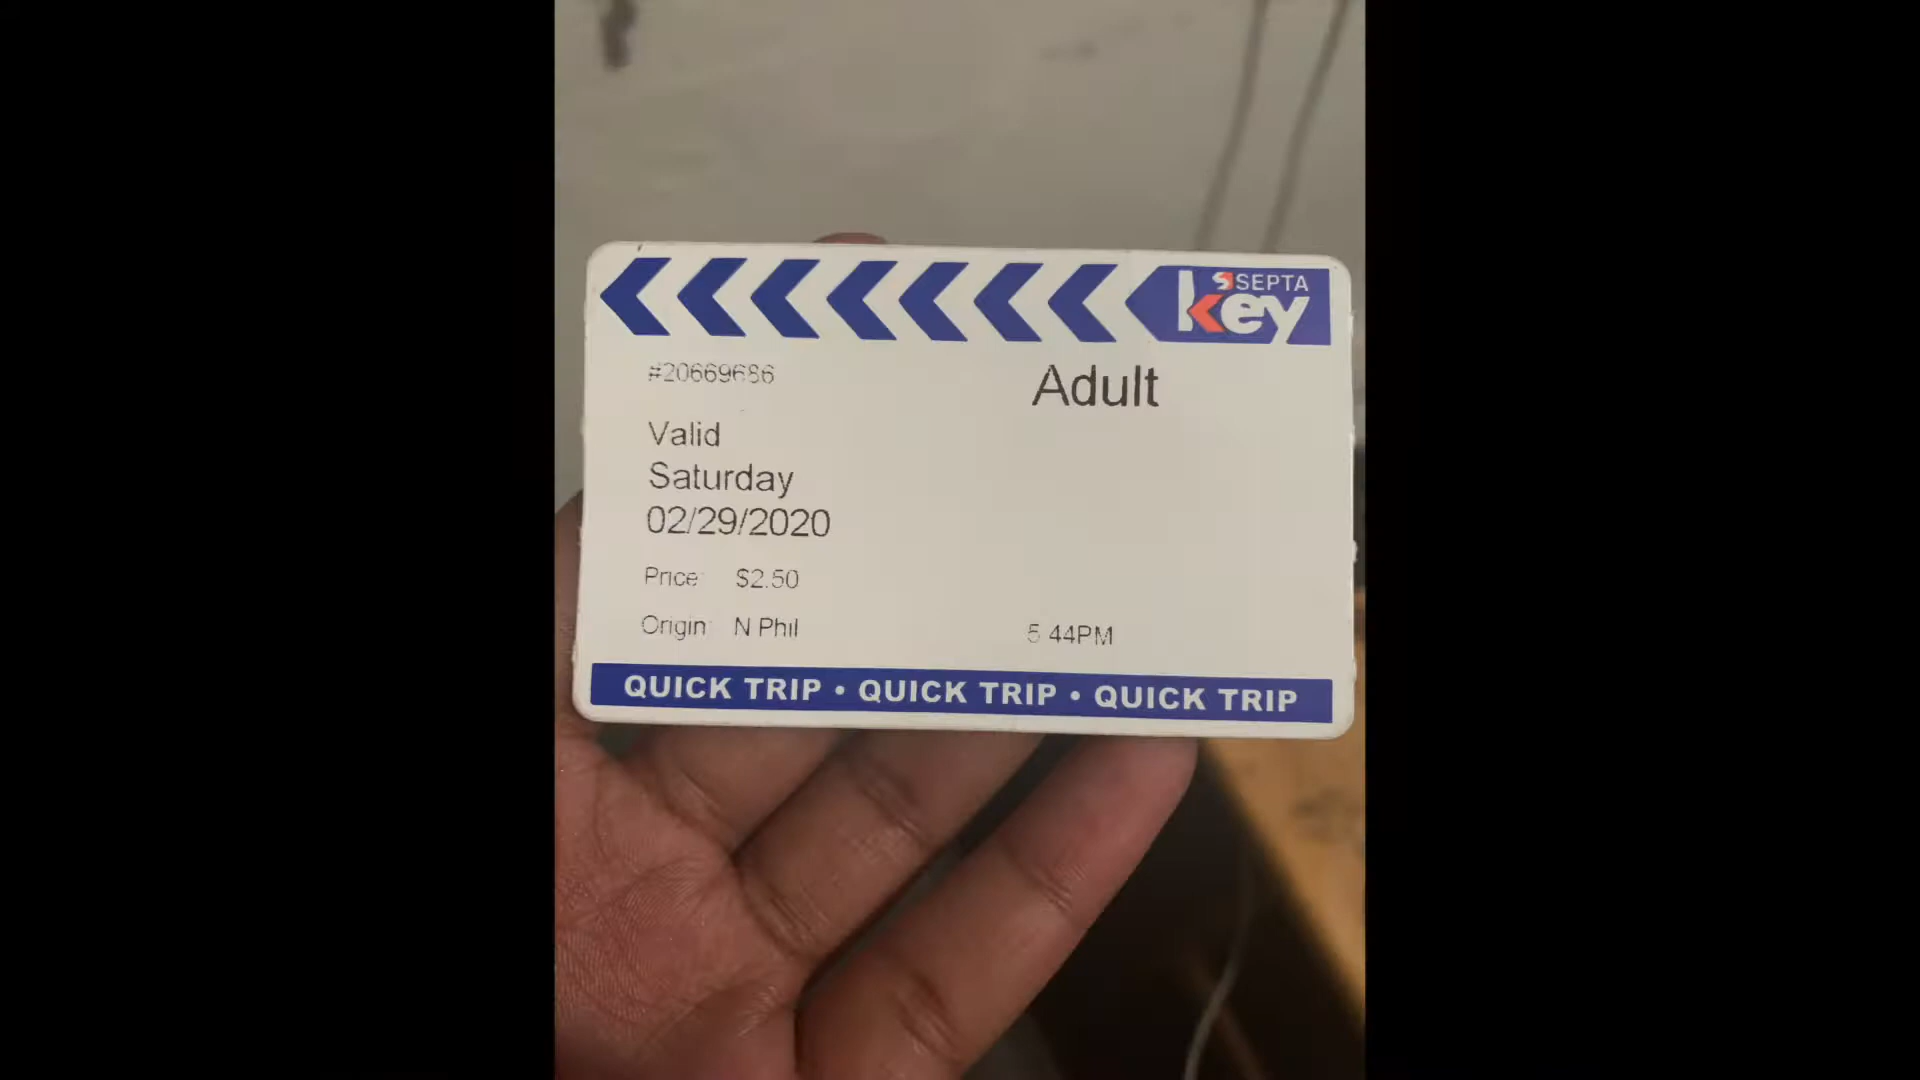 SEPTA
key
#20669686
Adult
Valid
Saturday
02/29/2020
Price: $2.50
Origin: N Phil 5 44PM
QUICK TRIP • QUICK TRIP • QUICK TRIP